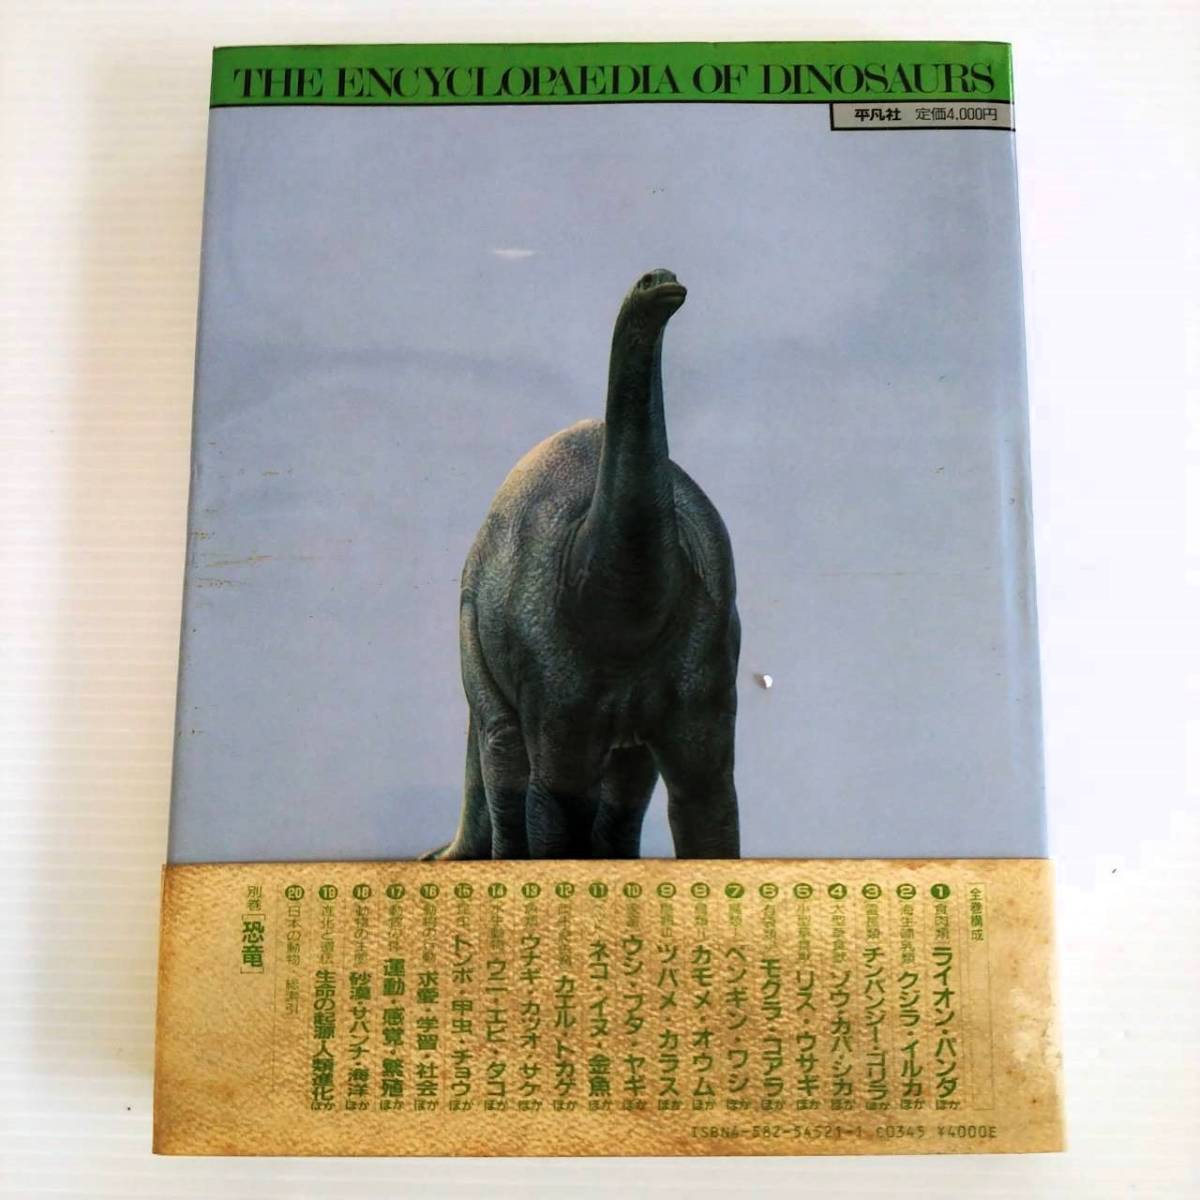 THE ENCYCLOPAEDIA OF DINOSAURS
平凡社 定価4,000円
全巻構成
1 食肉類 ライオン・パンダほか
2 海生哺乳類 クジラ・イルカほか
3 霊長類 チンパンジー・ゴリラほか
4 大型草食獣 ゾウ・カバ・シカほか
5 小型草食獣 リス・ウサギほか
6 有袋類ほか モグラ・コアラほか
7 鳥類I ペンギン・ワシほか
8 鳥類II カモメ・オウムほか
9 鳥類III ツバメ・カラスほか
10 家畜 ウシ・ブタ・ヤギほか
11 ネコ・イヌ・金魚ほか
12 両生・爬虫類 カエル・トカゲほか
13 魚類 ウナギ・カツオ・サケほか
14 水生動物 ウニ・エビ・タコほか
15 昆虫 トンボ・甲虫・チョウほか
16 動物の行動 求愛・学習・社会ほか
17 動物の体 運動・感覚・繁殖ほか
18 動物の生態 砂漠・サバンナ・海洋ほか
19 進化と遺伝 生命の起源・人類進化ほか
20 日本の動物/総索引
別巻[恐竜]
ISBN4-582-54521-1 C0345 ¥4000E